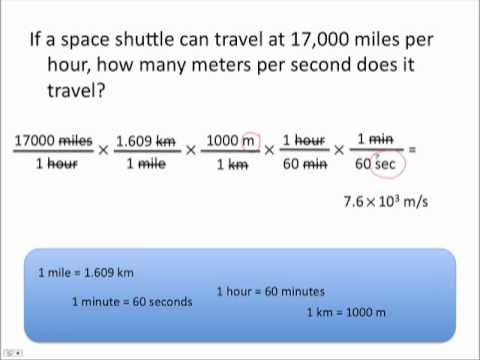 If a space shuttle can travel at 17,000 miles per
hour, how many meters per second does it
travel?
17000 miles / 1 hour × 1.609 km / 1 mile × 1000 m / 1 km × 1 hour / 60 min × 1 min / 60 sec =
7.6 × 10³ m/s
1 mile = 1.609 km
1 minute = 60 seconds
1 hour = 60 minutes
1 km = 1000 m